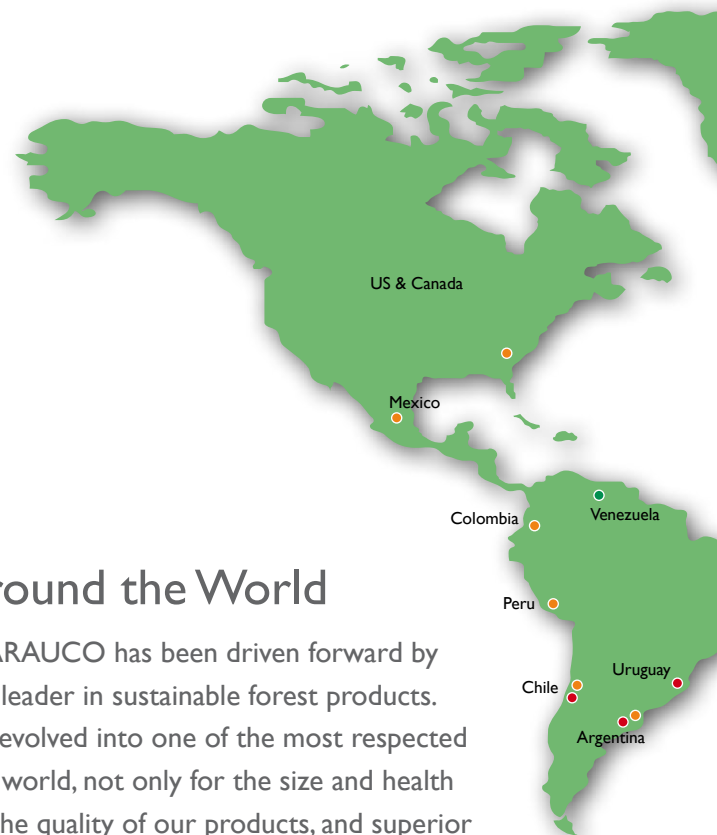 US & Canada
Mexico
Colombia
Venezuela
Peru
Uruguay
Chile
Argentina
round the World
ARAUCO has been driven forward by
leader in sustainable forest products.
evolved into one of the most respected
world, not only for the size and health
he quality of our products, and superior